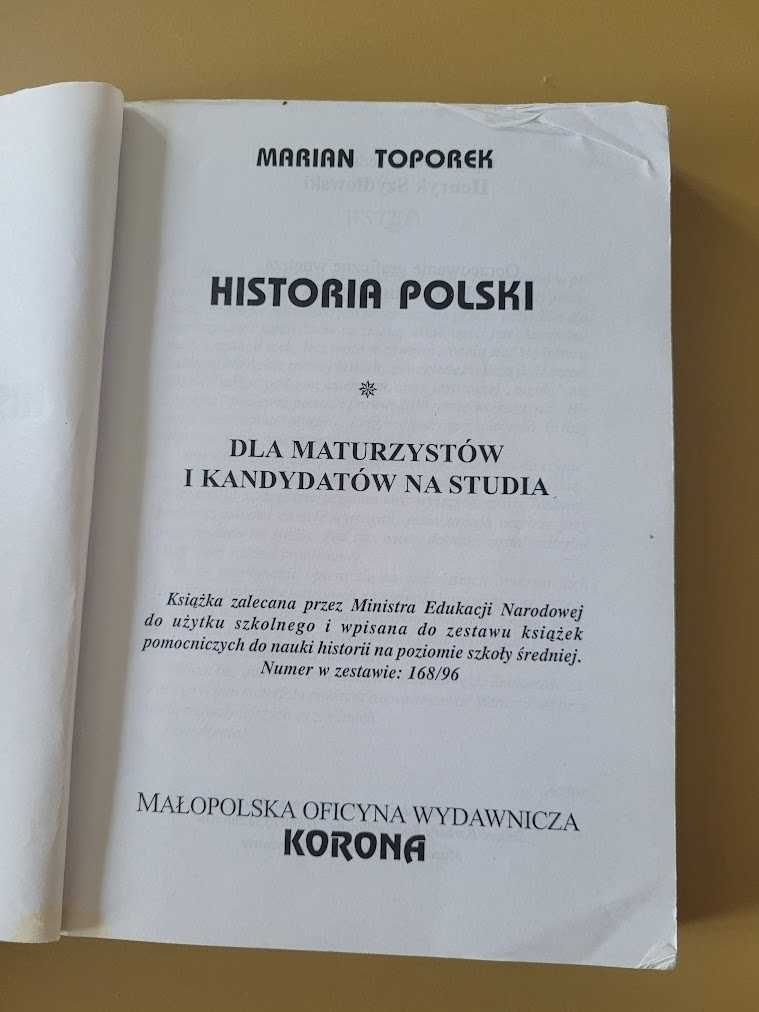 MARIAN TOPOREK
HISTORIA POLSKI
DLA MATURZYSTÓW
I KANDYDATÓW NA STUDIA
Książka zalecana przez Ministra Edukacji Narodowej
do użytku szkolnego i wpisana do zestawu książek
pomocniczych do nauki historii na poziomie szkoły średniej.
Numer w zestawie: 168/96
MAŁOPOLSKA OFICYNA WYDAWNICZA
KORONA